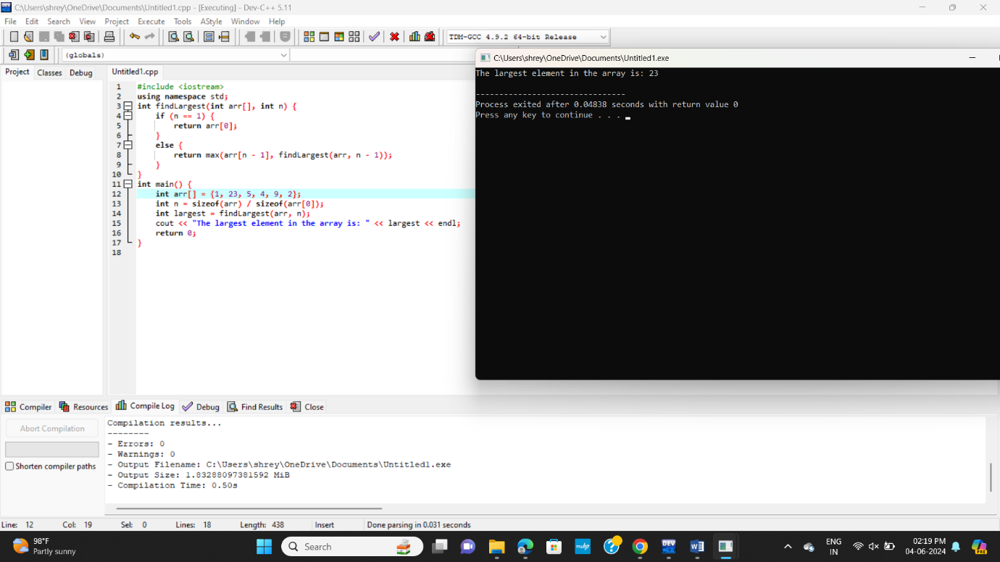 C:\Users\shrey\OneDrive\Documents\Untitled1.cpp - [Executing] - Dev-C++ 5.11
File Edit Search View Project Execute Tools AStyle Window Help
TDM-GCC 4.9.2 64-bit Release
(globals)
Project Classes Debug
Untitled1.cpp
1 #include <iostream>
2 using namespace std;
3 int findLargest(int arr[], int n) {
4 if (n == 1) {
5 return arr[0];
6 }
7 else {
8 return max(arr[n - 1], findLargest(arr, n - 1));
9 }
10 }
11 int main() {
12 int arr[] = {1, 23, 5, 4, 9, 2};
13 int n = sizeof(arr) / sizeof(arr[0]);
14 int largest = findLargest(arr, n);
15 cout << "The largest element in the array is: " << largest << endl;
16 return 0;
17 }
18
C:\Users\shrey\OneDrive\Documents\Untitled1.exe
The largest element in the array is: 23
--------------------------------
Process exited after 0.04838 seconds with return value 0
Press any key to continue . . .
Compiler Resources Compile Log Debug Find Results Close
Abort Compilation
Shorten compiler paths
Compilation results...
--------
- Errors: 0
- Warnings: 0
- Output Filename: C:\Users\shrey\OneDrive\Documents\Untitled1.exe
- Output Size: 1.83288097381592 MiB
- Compilation Time: 0.50s
Line: 12 Col: 19 Sel: 0 Lines: 18 Length: 438 Insert Done parsing in 0.031 seconds
98°F
Partly sunny
Search
mvhp
DEV
ENG
IN
02:19 PM
04-06-2024
PRE